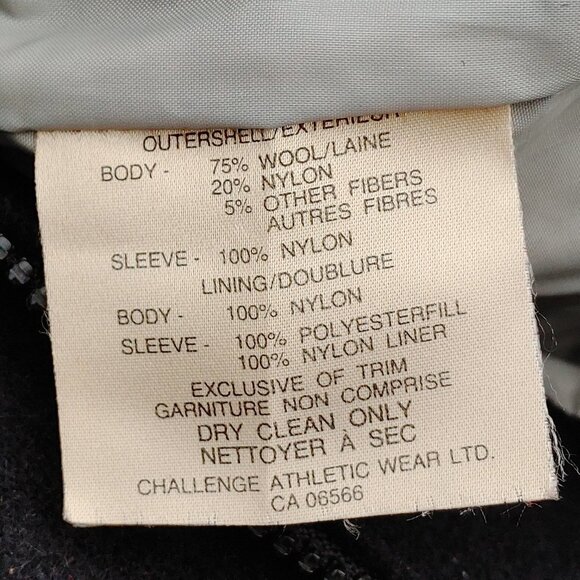 OUTERSHELL/EXTERIEUR
BODY - 75% WOOL/LAINE
20% NYLON
5% OTHER FIBERS
AUTRES FIBRES
SLEEVE - 100% NYLON
LINING/DOUBLURE
BODY - 100% NYLON
SLEEVE - 100% POLYESTERFILL
100% NYLON LINER
EXCLUSIVE OF TRIM
GARNITURE NON COMPRISE
DRY CLEAN ONLY
NETTOYER À SEC
CHALLENGE ATHLETIC WEAR LTD.
CA 06566